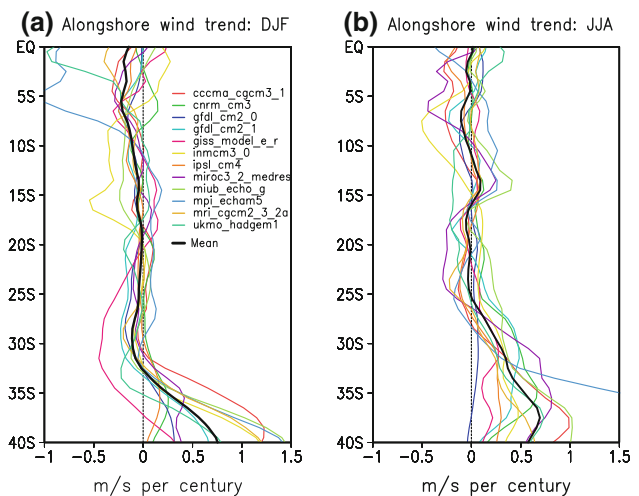 (a) Alongshore wind trend: DJF
EQ
5S
10S
15S
20S
25S
30S
35S
40S
cccma_cgcm3_1
cnrm_cm3
gfdl_cm2_0
gfdl_cm2_1
giss_model_e_r
inmcm3_0
ipsl_cm4
miroc3_2_medres
miub_echo_g
mpi_echam5
mri_cgcm2_3_2a
ukmo_hadgem1
Mean
-1 -0.5 0 0.5 1 1.5
m/s per century
(b) Alongshore wind trend: JJA
EQ
5S
10S
15S
20S
25S
30S
35S
40S
-1 -0.5 0 0.5 1 1.5
m/s per century